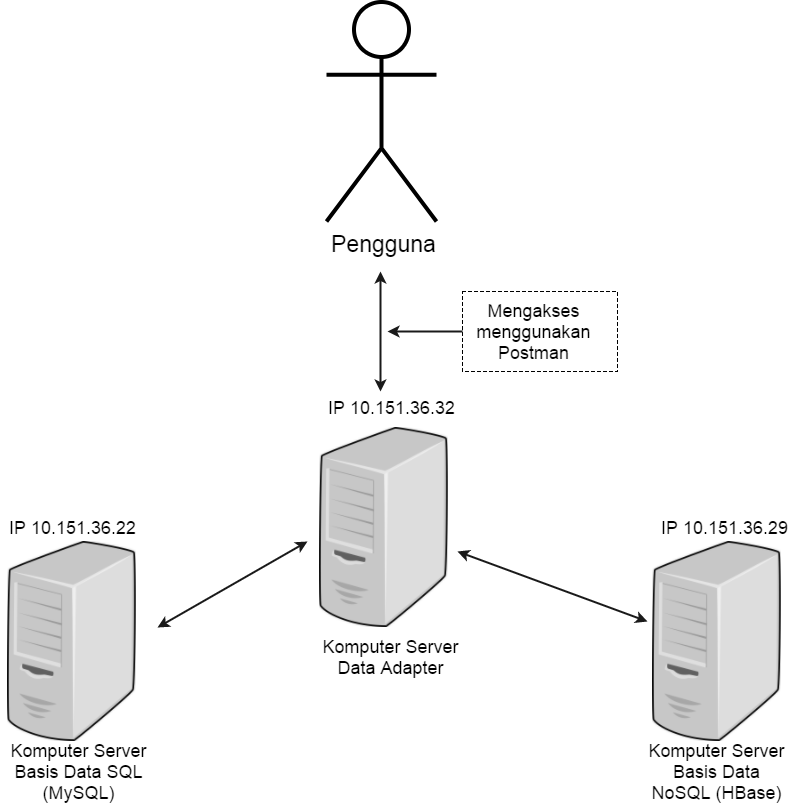 Pengguna
Mengakses
menggunakan
Postman
IP 10.151.36.32
Komputer Server
Data Adapter
IP 10.151.36.22
Komputer Server
Basis Data SQL
(MySQL)
IP 10.151.36.29
Komputer Server
Basis Data
NoSQL (HBase)